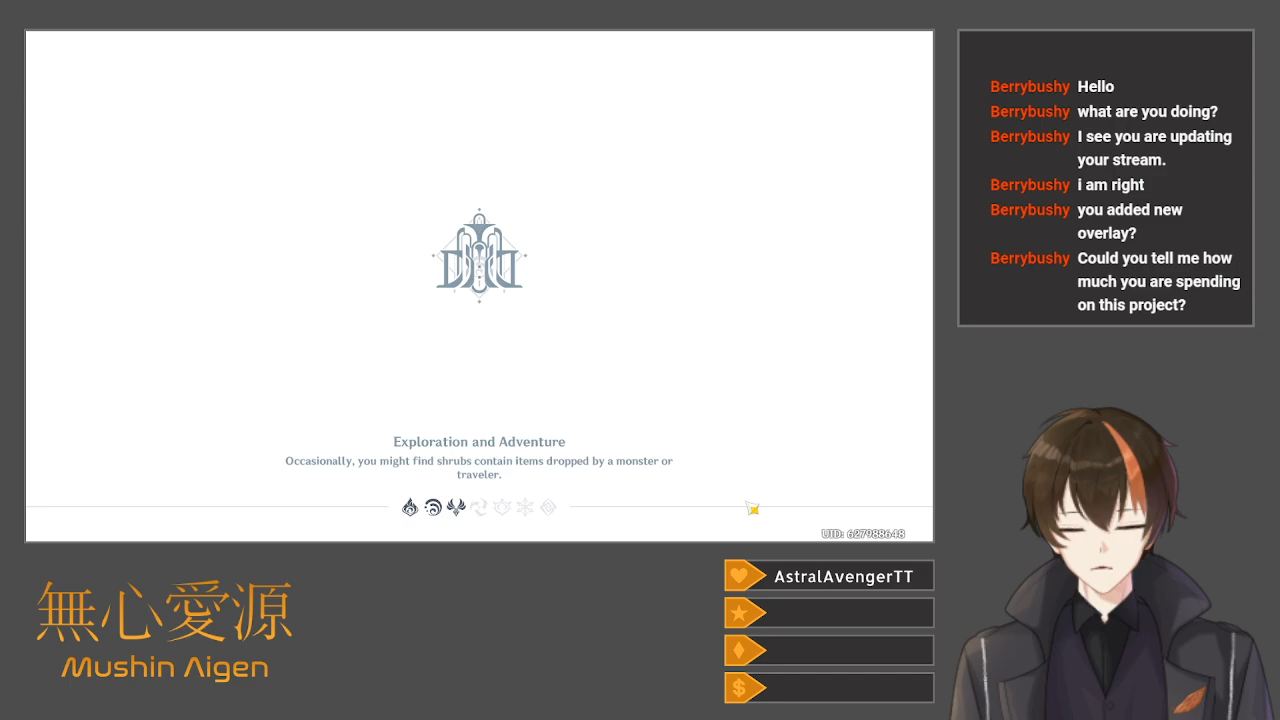 Berrybushy Hello
Berrybushy what are you doing?
Berrybushy I see you are updating
your stream.
Berrybushy i am right
Berrybushy you added new
overlay?
Berrybushy Could you tell me how
much you are spending
on this project?
Exploration and Adventure
Occasionally, you might find shrubs contain items dropped by a monster or
traveler.
UID: 627988648
AstralAvengerTT
$
無心愛源
Mushin Aigen